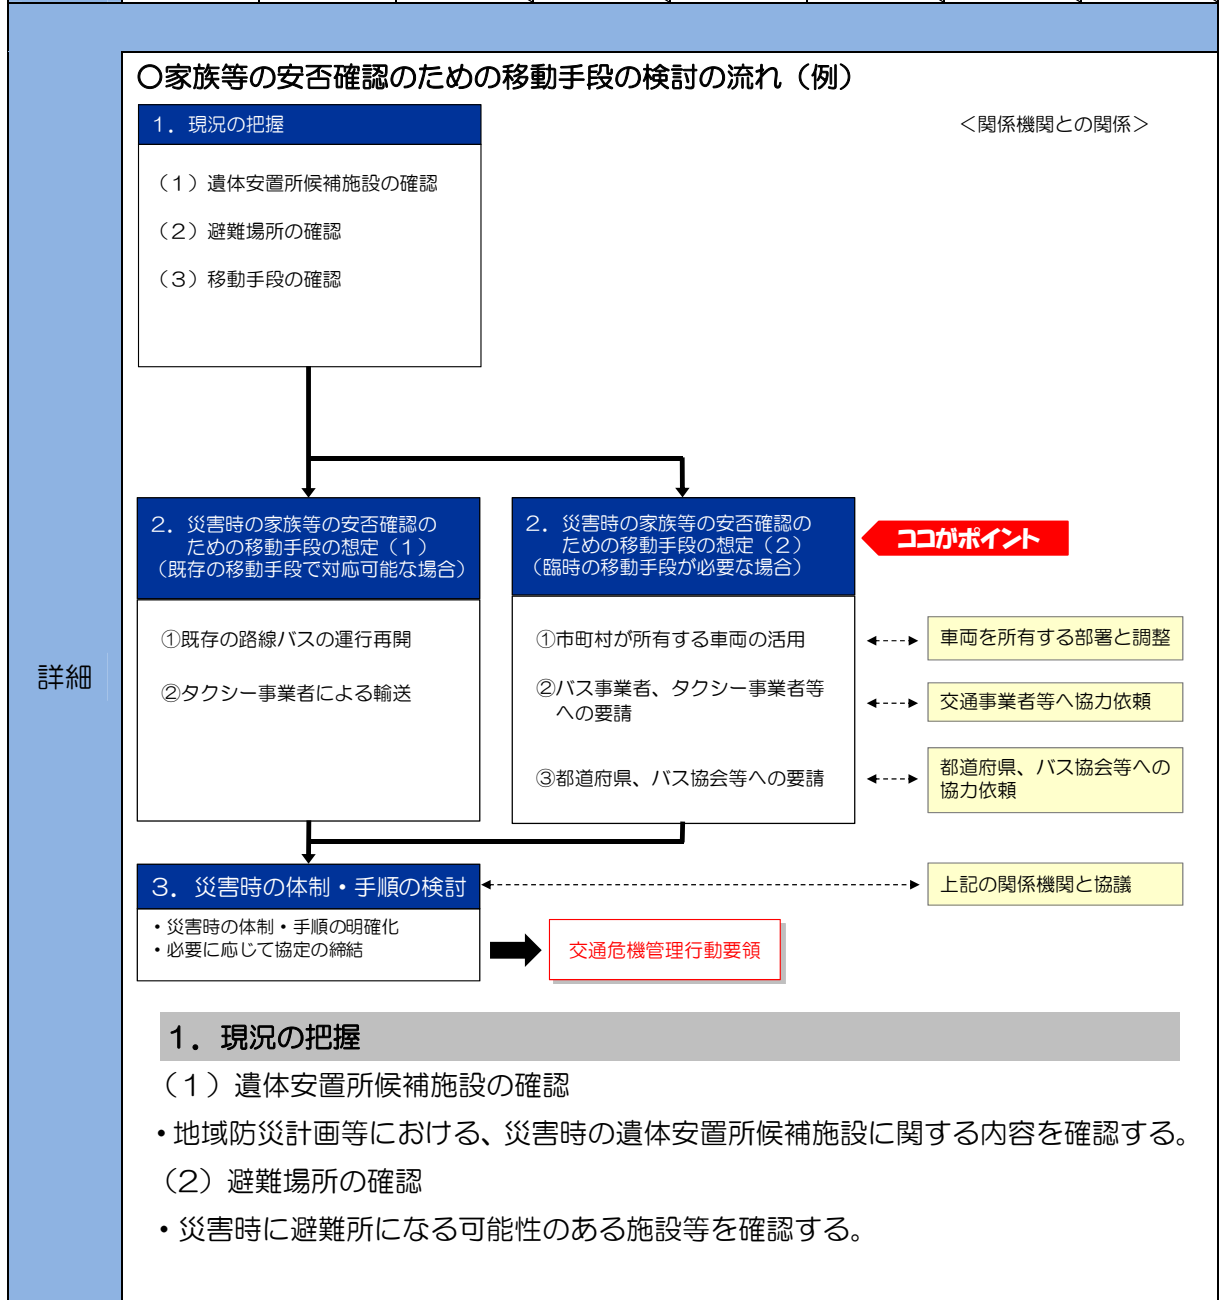 〇家族等の安否確認のための移動手段の検討の流れ（例）
１．現況の把握
＜関係機関との関係＞
（１）遺体安置所候補施設の確認
（２）避難場所の確認
（３）移動手段の確認
２．災害時の家族等の安否確認の
ための移動手段の想定（１）
（既存の移動手段で対応可能な場合）
①既存の路線バスの運行再開
②タクシー事業者による輸送
２．災害時の家族等の安否確認の
ための移動手段の想定（２）
（臨時の移動手段が必要な場合）
ココがポイント
①市町村が所有する車両の活用
②バス事業者、タクシー事業者等
への要請
③都道府県、バス協会等への要請
車両を所有する部署と調整
交通事業者等へ協力依頼
都道府県、バス協会等への
協力依頼
詳細
３．災害時の体制・手順の検討
上記の関係機関と協議
・災害時の体制・手順の明確化
・必要に応じて協定の締結
交通危機管理行動要領
１．現況の把握
（１）遺体安置所候補施設の確認
・地域防災計画等における、災害時の遺体安置所候補施設に関する内容を確認する。
（２）避難場所の確認
・災害時に避難所になる可能性のある施設等を確認する。